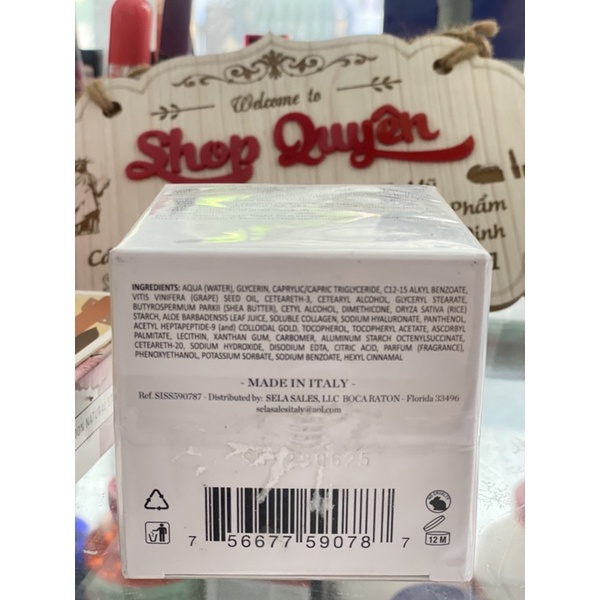 Welcome to
Shop Quyên
Mỹ
Phẩm
INGREDIENTS: AQUA (WATER), GLYCERIN, CAPRYLIC/CAPRIC TRIGLYCERIDE, C12-15 ALKYL BENZOATE,
VITIS VINIFERA (GRAPE) SEED OIL, CETEARETH-3, CETEARYL ALCOHOL, GLYCERYL STEARATE,
BUTYROSPERMUM PARKII (SHEA BUTTER), CETYL ALCOHOL, DIMETHICONE, ORYZA SATIVA (RICE)
STARCH, ALOE BARBADENSIS LEAF JUICE, SOLUBLE COLLAGEN, SODIUM HYALURONATE, PANTHENOL,
ACETYL HEXAPEPTIDE-9 (and) COLLOIDAL GOLD, TOCOPHEROL, TOCOPHERYL ACETATE, ASCORBYL
PALMITATE, LECITHIN, XANTHAN GUM, CARBOMER, ALUMINUM STARCH OCTENYLSUCCINATE,
CETEARETH-20, SODIUM HYDROXIDE, DISODIUM EDTA, CITRIC ACID, PARFUM (FRAGRANCE),
PHENOXYETHANOL, POTASSIUM SORBATE, SODIUM BENZOATE, HEXYL CINNAMAL
- MADE IN ITALY -
Ref. SISS590787 - Distributed by: SELA SALES, LLC BOCA RATON - Florida 33496
selasalesitaly@aol.com
12 M
7 56677 59078 7